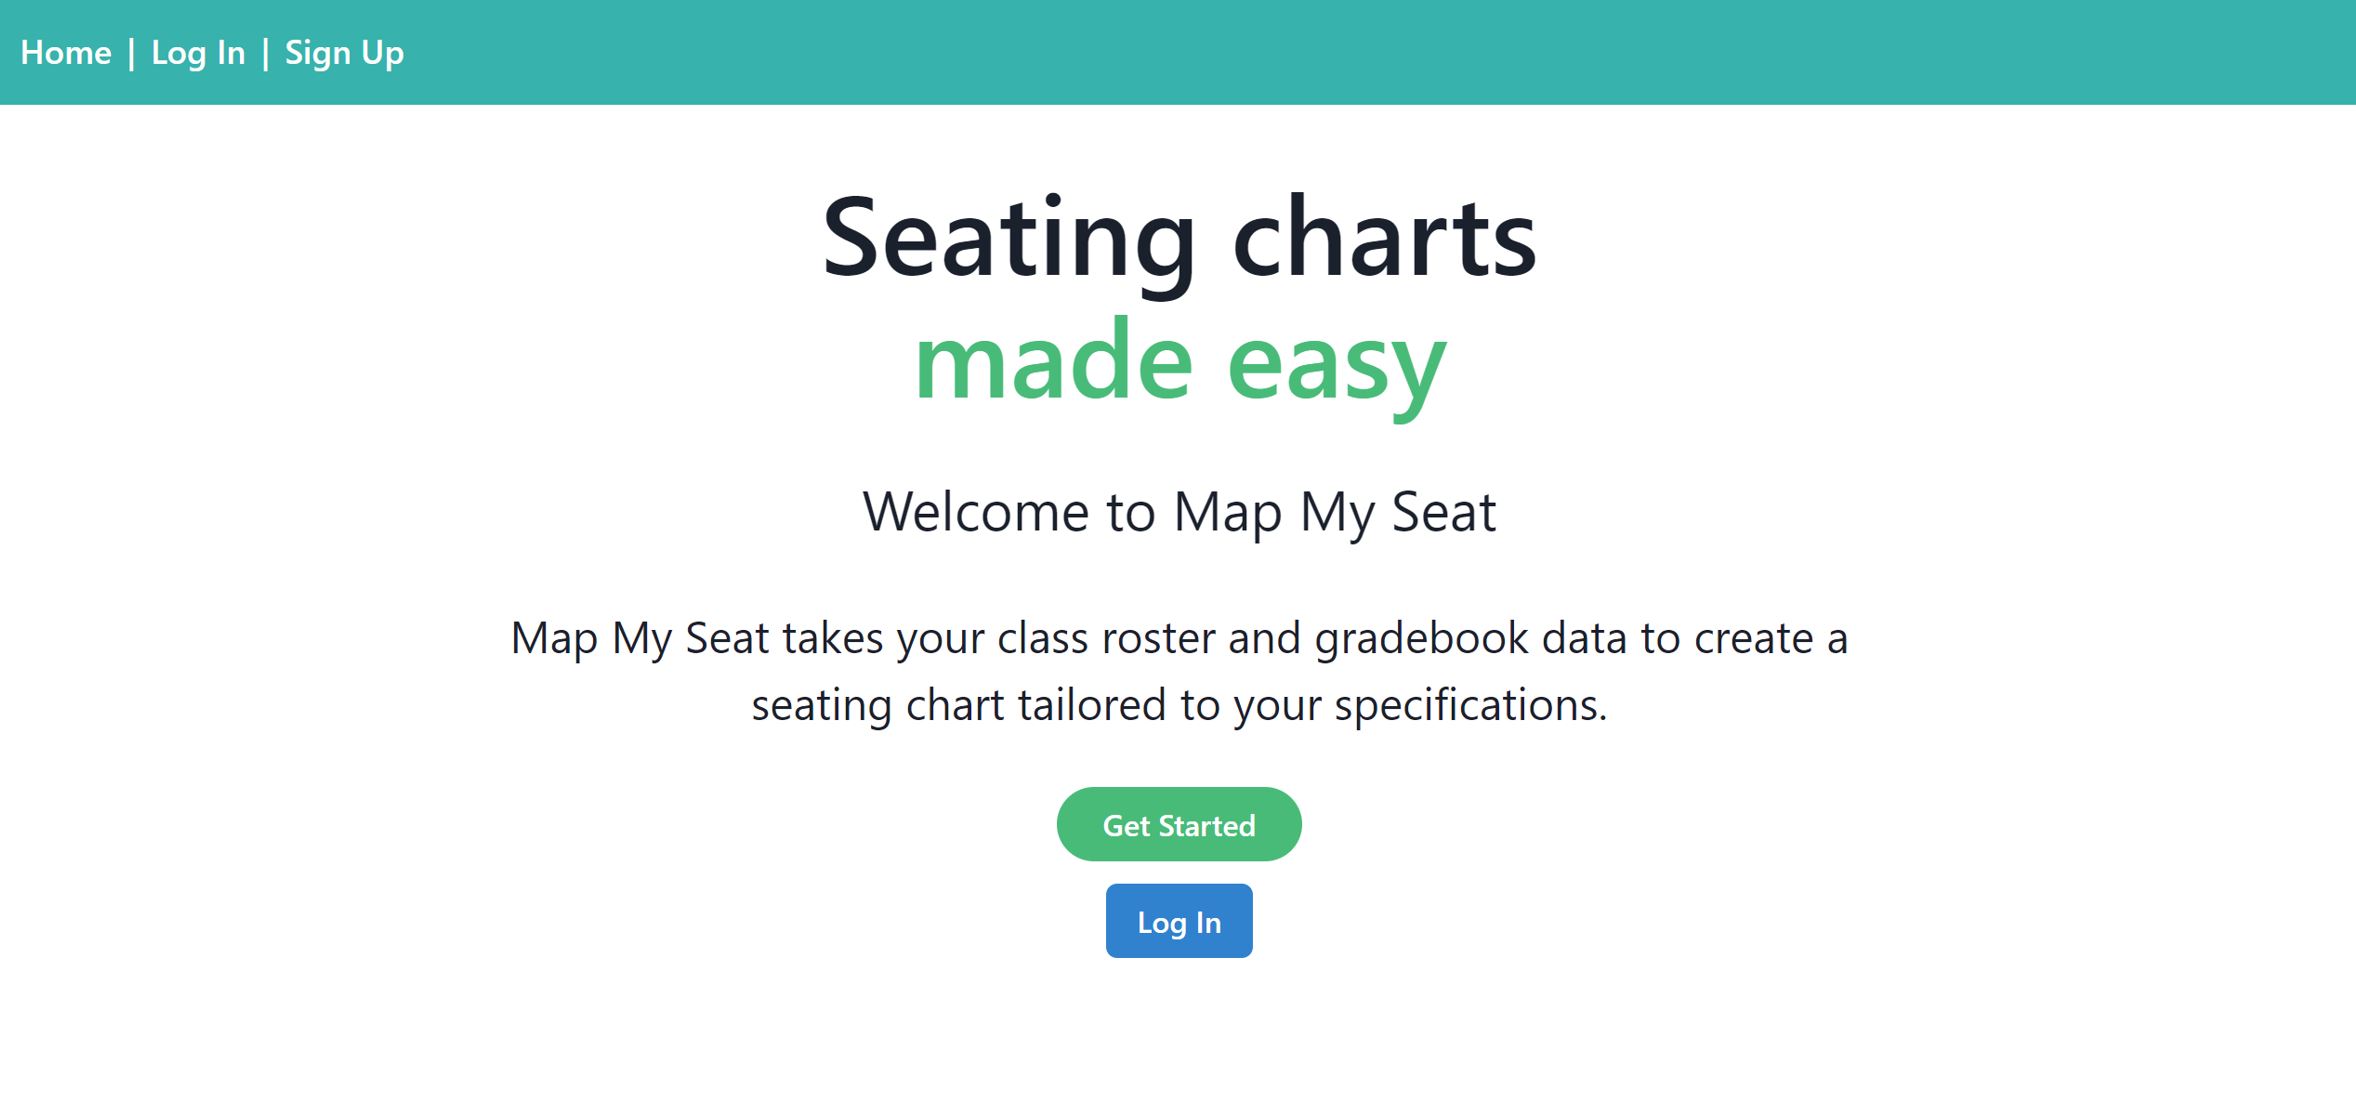 Home | Log In | Sign Up
Seating charts
made easy
Welcome to Map My Seat
Map My Seat takes your class roster and gradebook data to create a
seating chart tailored to your specifications.
Get Started
Log In